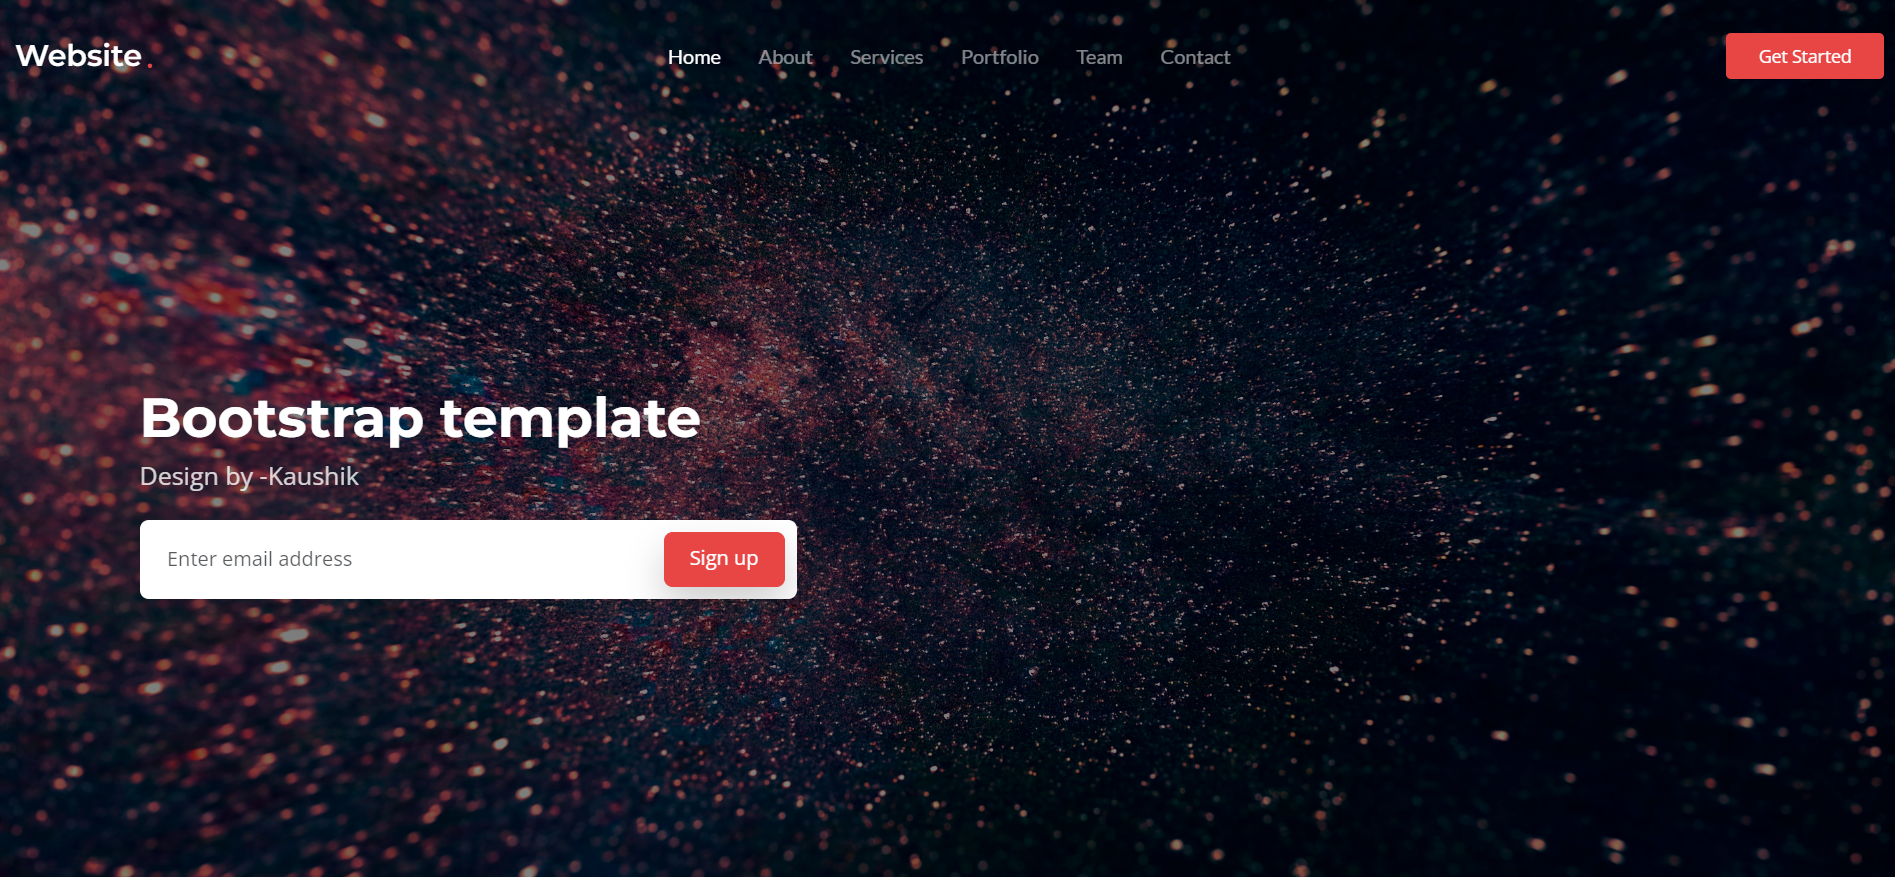 Website.
Home About Services Portfolio Team Contact
Get Started
Bootstrap template
Design by -Kaushik
Enter email address
Sign up